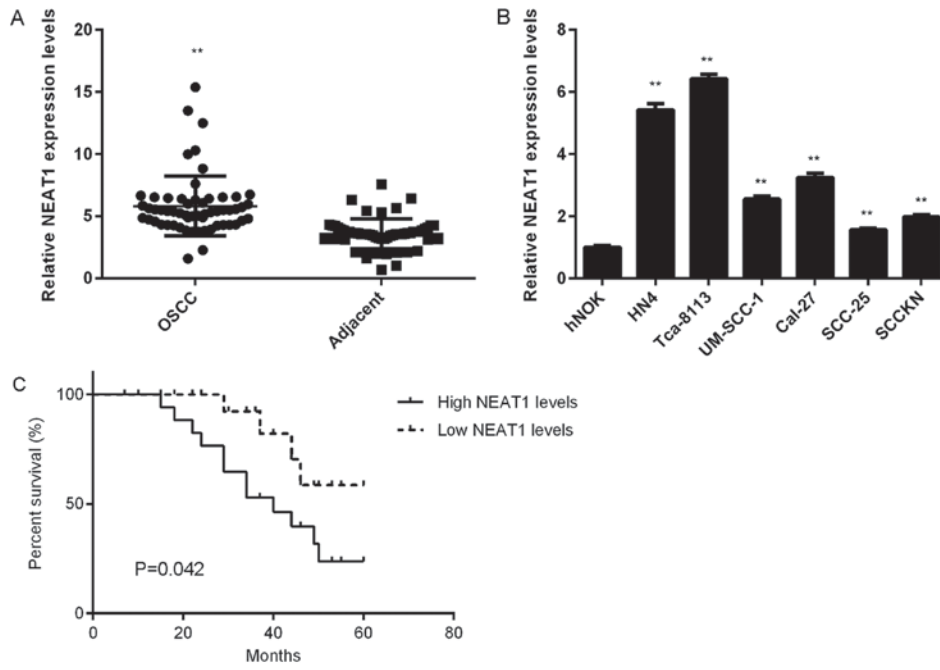 A
Relative NEAT1 expression levels
20
15
10
5
0
**
OSCC
Adjacent
B
Relative NEAT1 expression levels
8
6
4
2
0
**
**
**
**
**
**
hNOK
HN4
Tca-8113
UM-SCC-1
Cal-27
SCC-25
SCCKN
C
Percent survival (%)
100
50
0
High NEAT1 levels
Low NEAT1 levels
P=0.042
0
20
40
60
80
Months